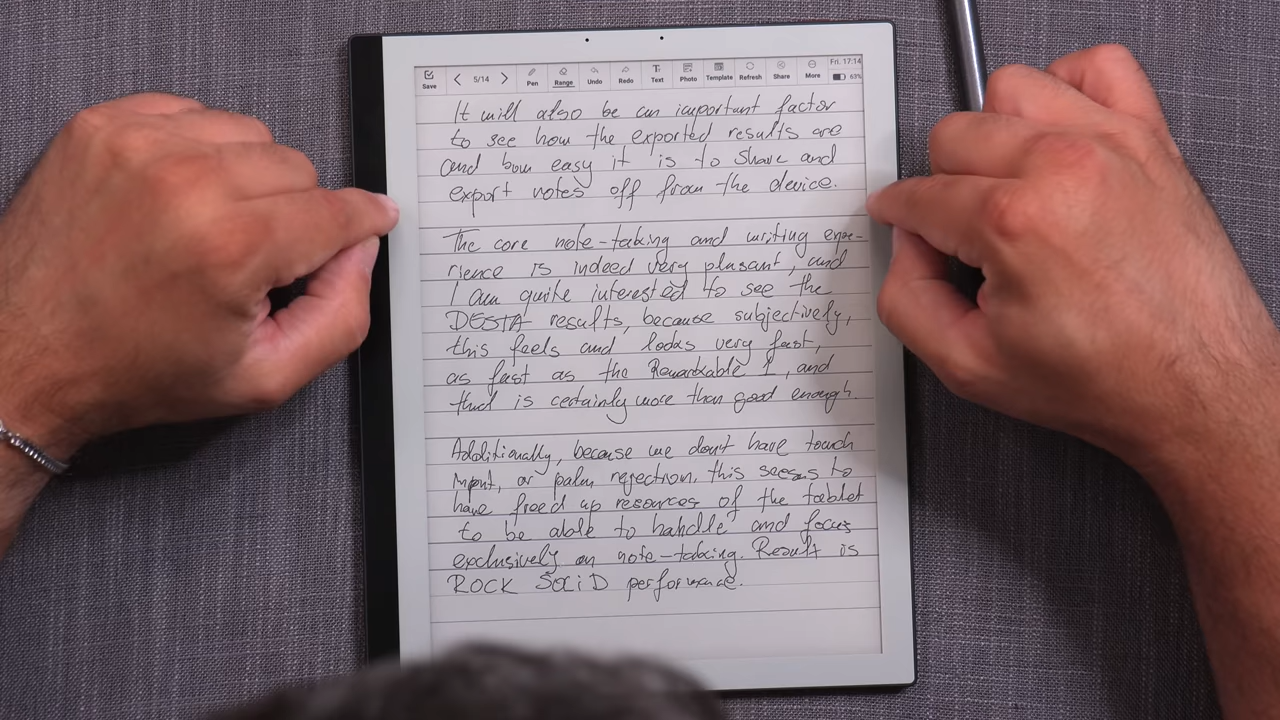 Save 5/14 Pen Range Undo Redo Text Photo Template Refresh Share More Fri. 17:14 63%
It will also be an important factor
to see how the exported results are
and how easy it is to share and
export notes off from the device.
The core note-taking and writing expe-
rience is indeed very plasant, and
I am quite interested to see the
DESTA results, because subjectively,
this feels and looks very fast,
as fast as the Remarkable 1, and
that is certainly more than good enough.
Additionally, because we don't have touch
input, or palm rejection, this seems to
have freed up resources of the tablet
to be able to handle and focus
exclusively on note-taking. Result is
ROCK SOLiD performance.